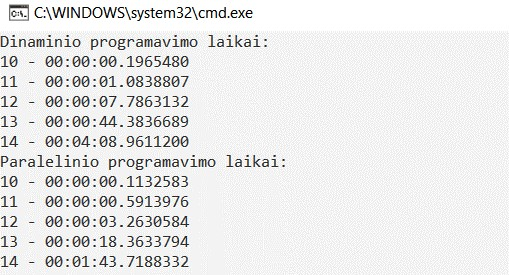 C:\WINDOWS\system32\cmd.exe
Dinaminio programavimo laikai:
10 - 00:00:00.1965480
11 - 00:00:01.0838807
12 - 00:00:07.7863132
13 - 00:00:44.3836689
14 - 00:04:08.9611200
Paralelinio programavimo laikai:
10 - 00:00:00.1132583
11 - 00:00:00.5913976
12 - 00:00:03.2630584
13 - 00:00:18.3633794
14 - 00:01:43.7188332